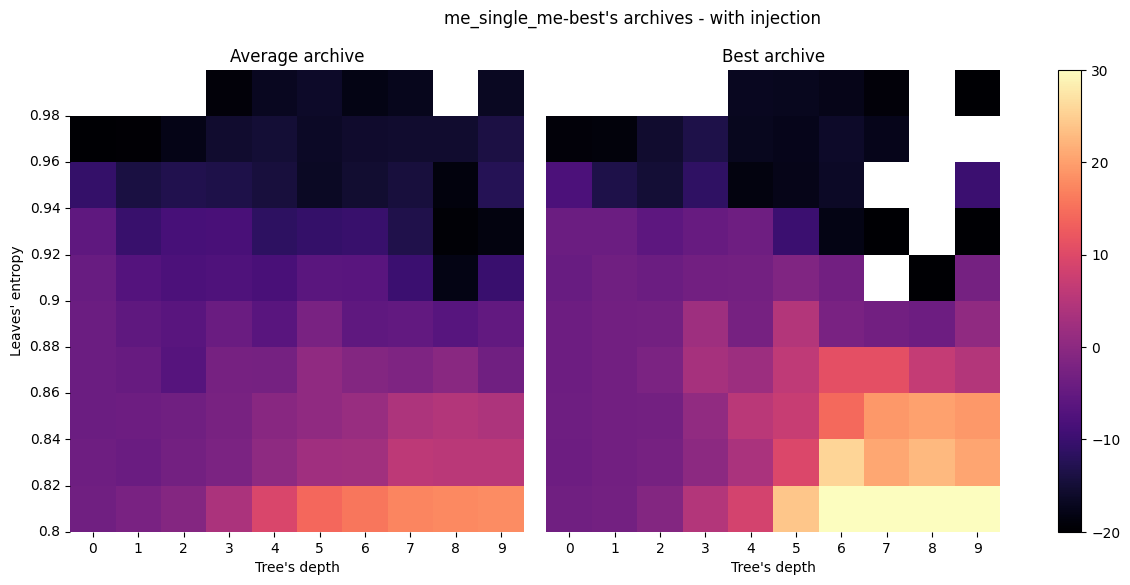 me_single_me-best's archives - with injection
Average archive
Best archive
Leaves' entropy
0.98
0.96
0.94
0.92
0.9
0.88
0.86
0.84
0.82
0.8
0 1 2 3 4 5 6 7 8 9
Tree's depth
0 1 2 3 4 5 6 7 8 9
Tree's depth
30
20
10
0
−10
−20